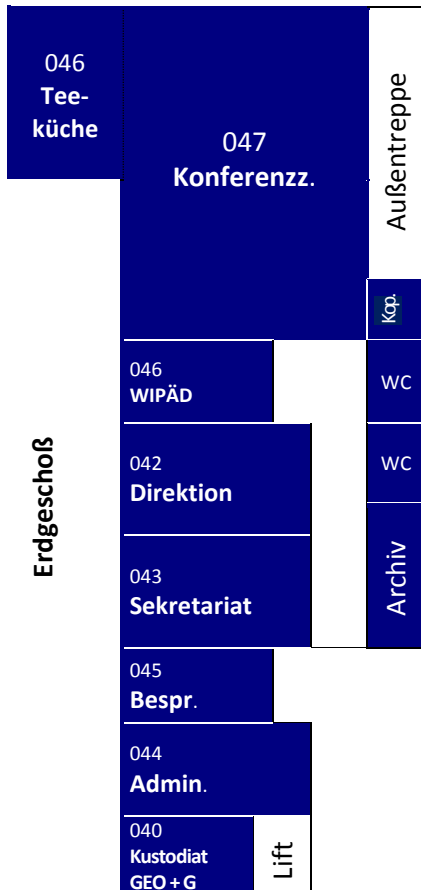 046
Tee-
küche
047
Konferenzz.
Außentreppe
Kop.
046
WIPÄD
WC
042
Direktion
WC
Erdgeschoß
043
Sekretariat
Archiv
045
Bespr.
044
Admin.
040
Kustodiat
GEO + G
Lift